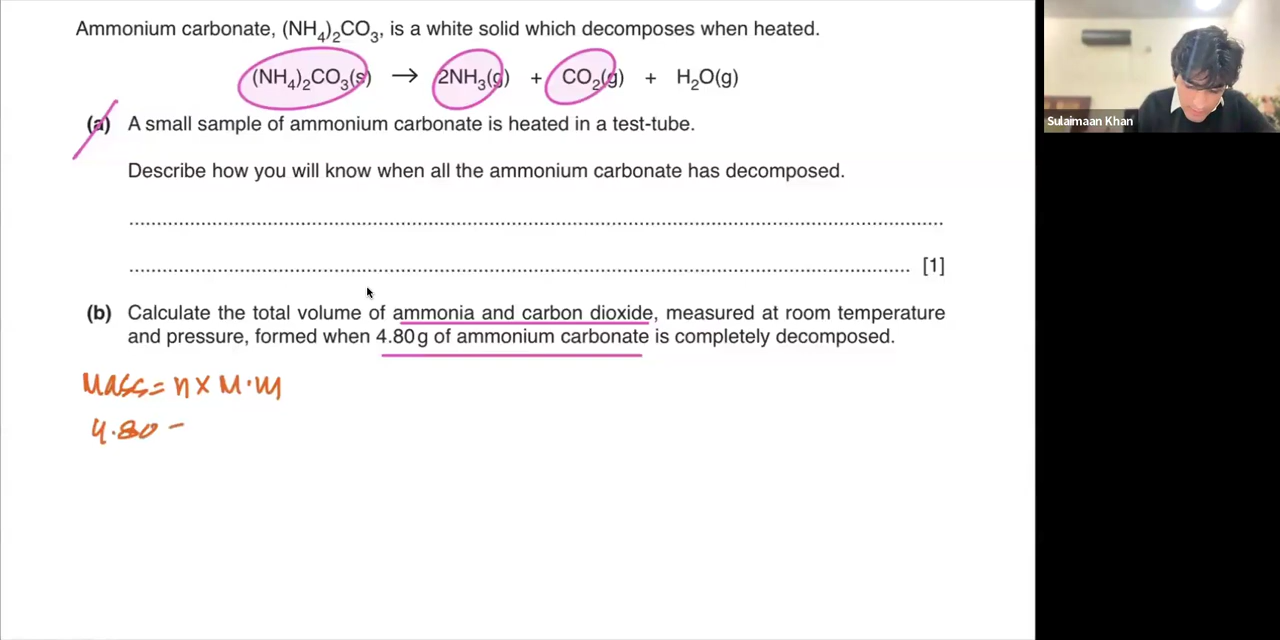 Ammonium carbonate, (NH₄)₂CO₃, is a white solid which decomposes when heated.
(NH₄)₂CO₃(s) → 2NH₃(g) + CO₂(g) + H₂O(g)
(a) A small sample of ammonium carbonate is heated in a test-tube.
Describe how you will know when all the ammonium carbonate has decomposed.
..........
.......... [1]
(b) Calculate the total volume of ammonia and carbon dioxide, measured at room temperature
and pressure, formed when 4.80 g of ammonium carbonate is completely decomposed.
Mass = n × M·M
4.80 =
Sulaimaan Khan